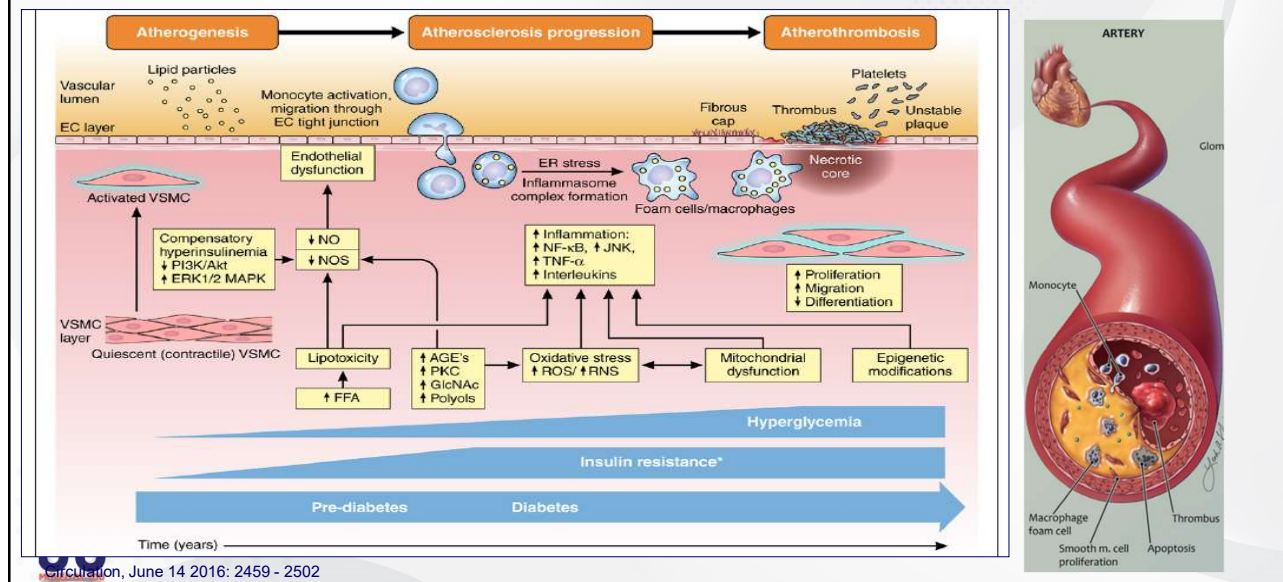 Atherogenesis
Atherosclerosis progression
Atherothrombosis
Lipid particles
Vascular
lumen
EC layer
Monocyte activation,
migration through
EC tight junction
Platelets
Fibrous
cap
Thrombus
Unstable
plaque
Endothelial
dysfunction
ER stress
Inflammasome
complex formation
Foam cells/macrophages
Necrotic
core
Activated VSMC
Compensatory
hyperinsulinemia
↓ PI3K/Akt
↑ ERK1/2 MAPK
↓ NO
↓ NOS
↑ Inflammation:
↑ NF-κB, ↑ JNK,
↑ TNF-α
↑ Interleukins
↑ Proliferation
↑ Migration
↓ Differentiation
VSMC
layer
Quiescent (contractile) VSMC
Lipotoxicity
↑ FFA
↑ AGE's
↑ PKC
↑ GlcNAc
↑ Polyols
Oxidative stress
↑ ROS/ ↑ RNS
Mitochondrial
dysfunction
Epigenetic
modifications
Hyperglycemia
Insulin resistance*
Pre-diabetes
Diabetes
Time (years)
Circulation, June 14 2016: 2459 - 2502
ARTERY
Glom
Monocyte
Macrophage
foam cell
Smooth m. cell
proliferation
Apoptosis
Thrombus